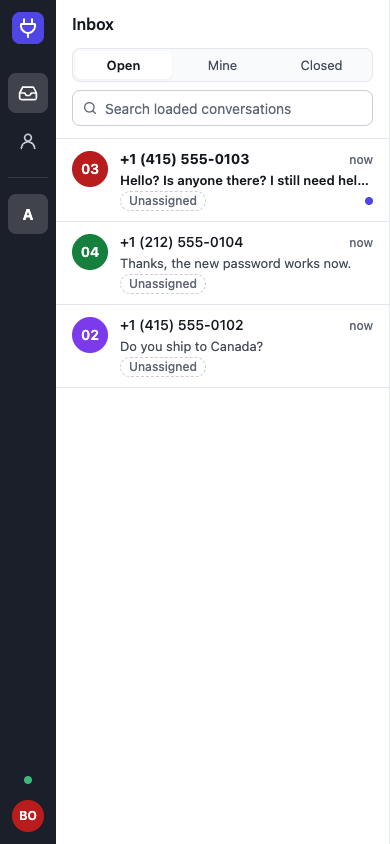 Inbox
Open Mine Closed
Search loaded conversations
03 +1 (415) 555-0103 now
Hello? Is anyone there? I still need hel...
Unassigned
A
04 +1 (212) 555-0104 now
Thanks, the new password works now.
Unassigned
02 +1 (415) 555-0102 now
Do you ship to Canada?
Unassigned
BO